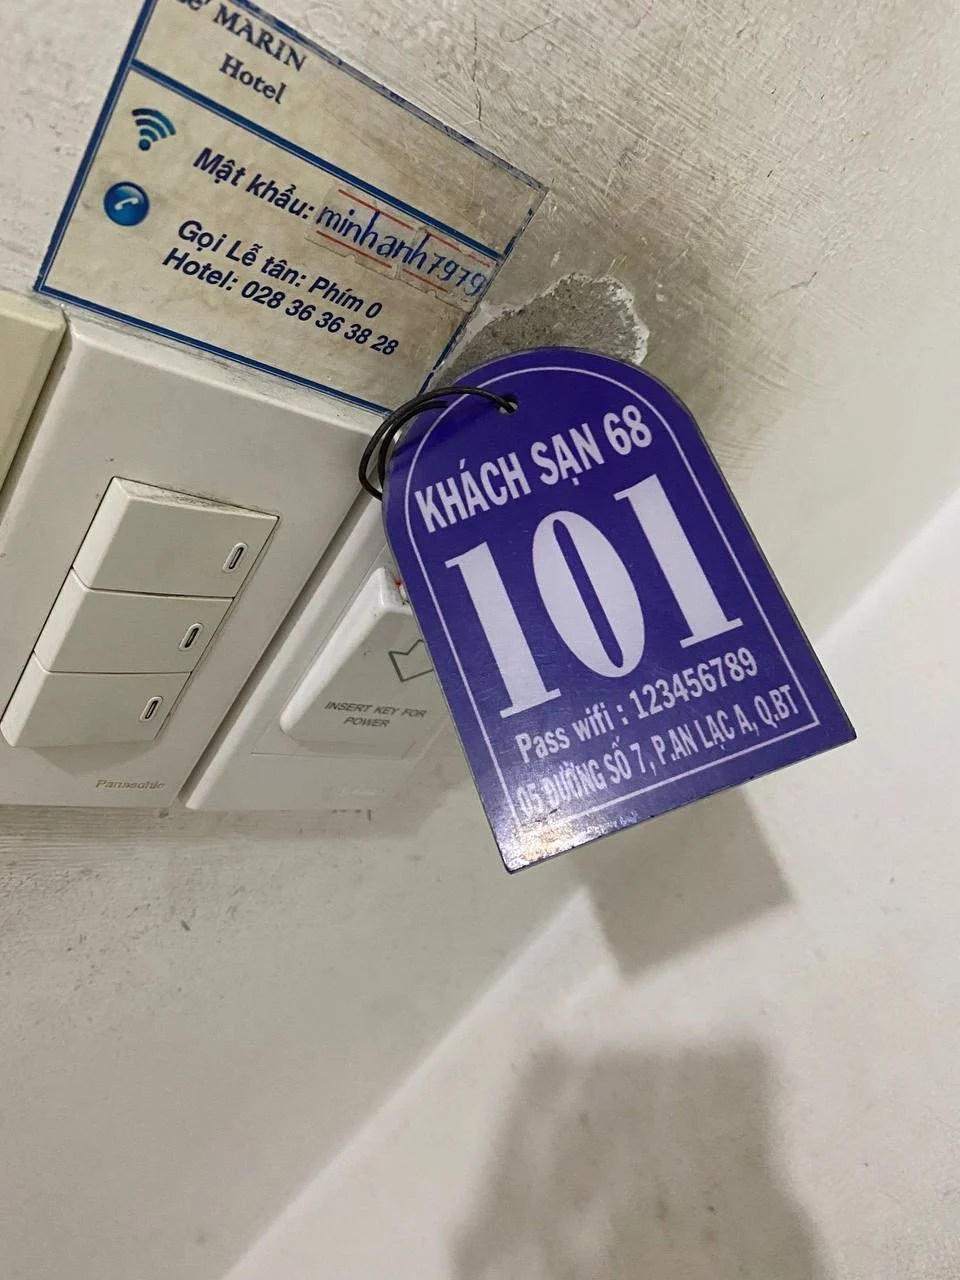 MARIN
Hotel
Mật khẩu: minhanh7979
Gọi Lễ tân: Phím 0
Hotel: 028 36 36 38 28
KHÁCH SẠN 68
101
Pass wifi : 123456789
05 ĐƯỜNG SỐ 7, P.AN LẠC A, Q.BT
INSERT KEY FOR
POWER
Panasonic